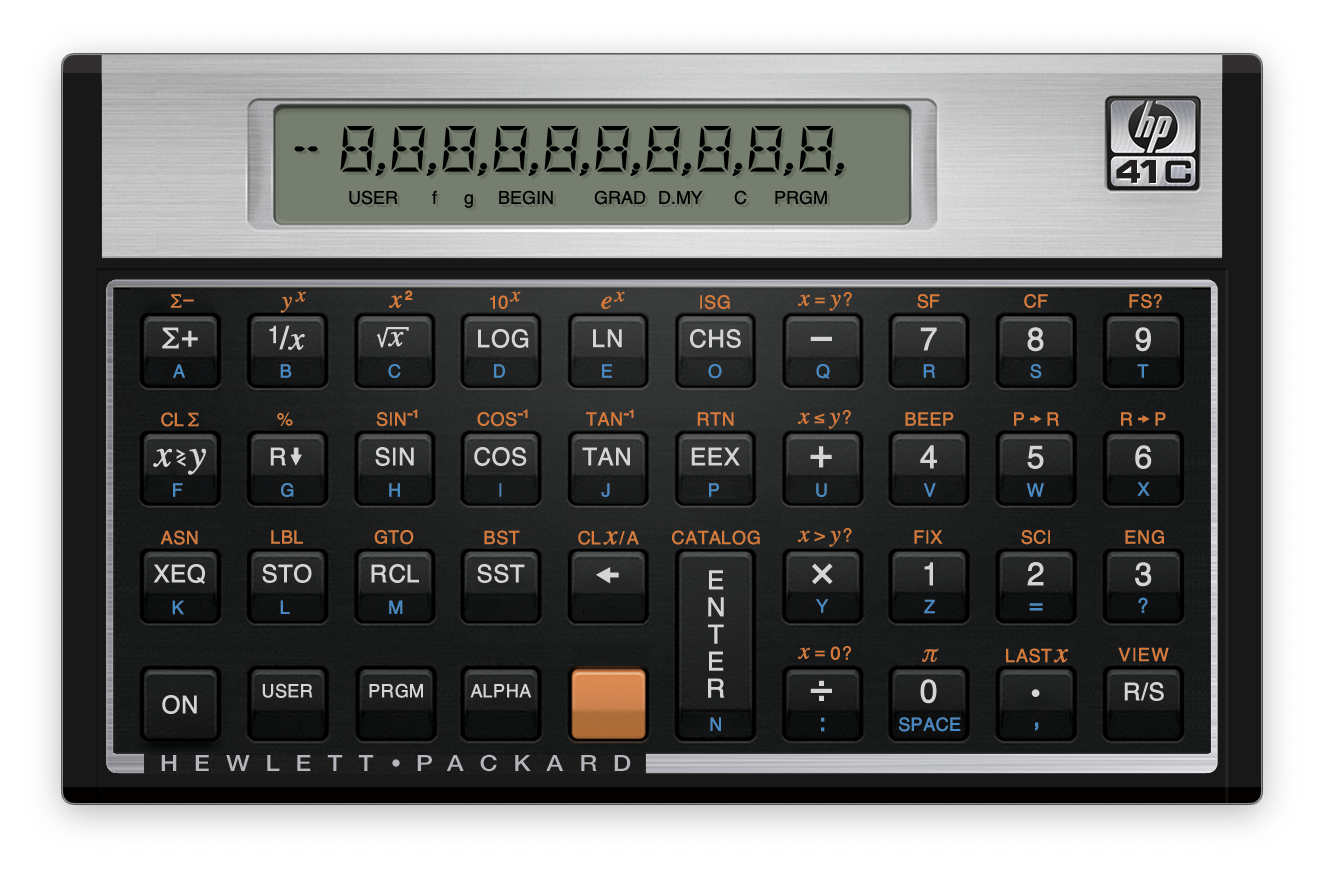 -- 8,8,8,8,8,8,8,8,8,8,
USER f g BEGIN GRAD D.MY C PRGM
hp
41C
Σ− yˣ x² 10ˣ eˣ ISG x=y? SF CF FS?
Σ+ 1/x √x LOG LN CHS − 7 8 9
A B C D E O Q R S T
CLΣ % SIN⁻¹ COS⁻¹ TAN⁻¹ RTN x≤y? BEEP P→R R→P
x≷y R↓ SIN COS TAN EEX + 4 5 6
F G H I J P U V W X
ASN LBL GTO BST CLx/A CATALOG x>y? FIX SCI ENG
XEQ STO RCL SST ← ENTER × 1 2 3
K L M Y Z = ?
x=0? π LASTx VIEW
ON USER PRGM ALPHA ÷ 0 · R/S
N : SPACE ,
HEWLETT•PACKARD